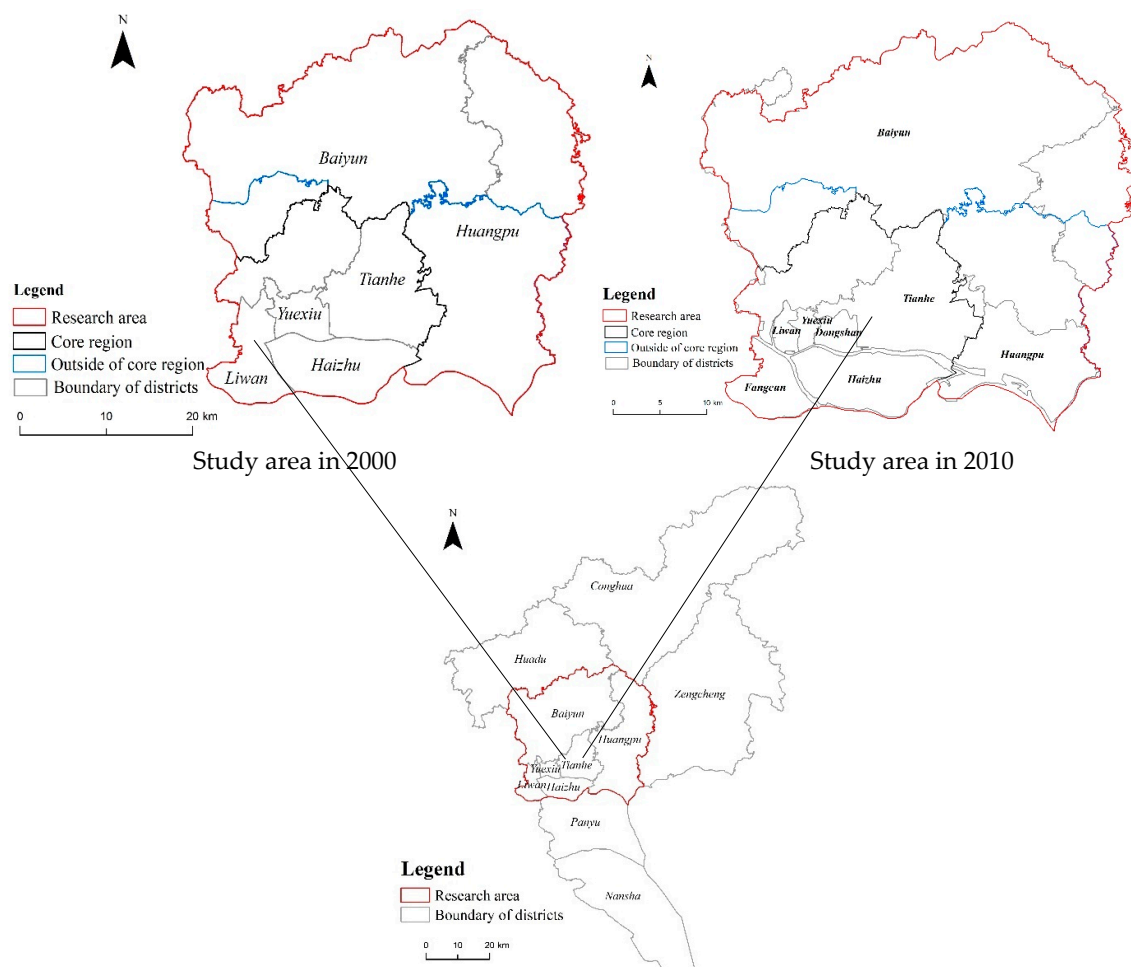 N
Baiyun
Huangpu
Tianhe
Yuexiu
Haizhu
Liwan
Legend
Research area
Core region
Outside of core region
Boundary of districts
0 10 20 km
Study area in 2000
N
Baiyun
Tianhe
Yuexiu
Liwan
Dongshan
Huangpu
Haizhu
Fangcun
Legend
Research area
Core region
Outside of core region
Boundary of districts
0 5 10 km
Study area in 2010
N
Conghua
Huadu
Zengcheng
Baiyun
Huangpu
Yuexiu Tianhe
Liwan Haizhu
Panyu
Nansha
Legend
Research area
Boundary of districts
0 10 20 km